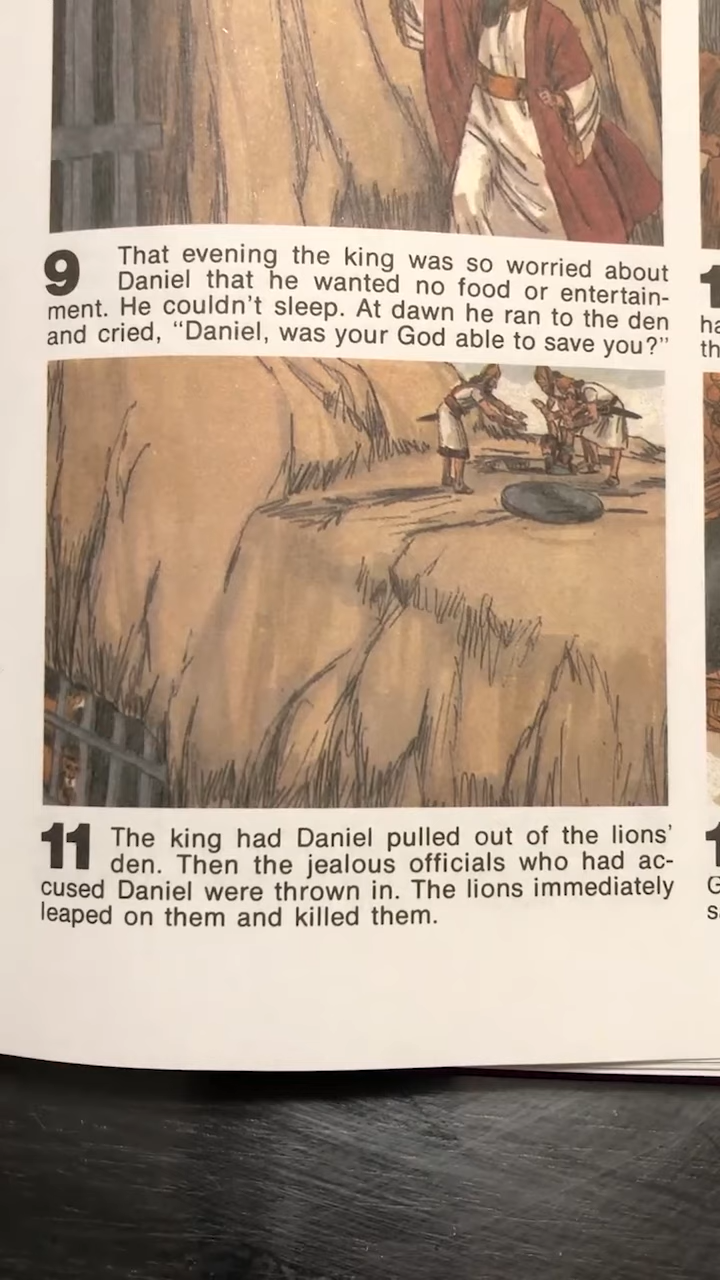 9 That evening the king was so worried about
Daniel that he wanted no food or entertain-
ment. He couldn't sleep. At dawn he ran to the den
and cried, “Daniel, was your God able to save you?”
11 The king had Daniel pulled out of the lions'
den. Then the jealous officials who had ac-
cused Daniel were thrown in. The lions immediately
leaped on them and killed them.